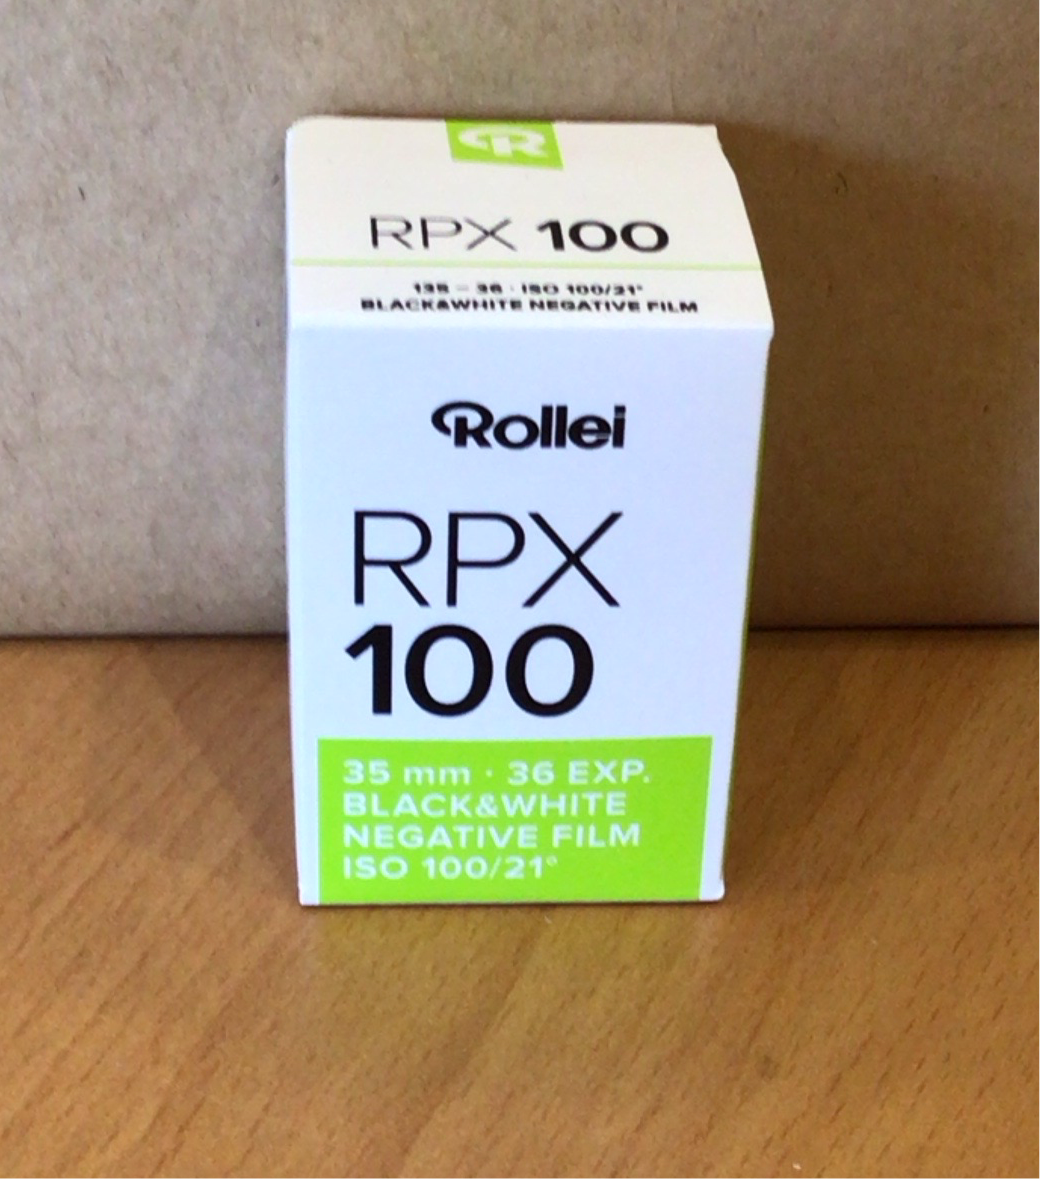 R
RPX 100
135 – 36 · ISO 100/21°
BLACK&WHITE NEGATIVE FILM
Rollei
RPX
100
35 mm · 36 EXP.
BLACK&WHITE
NEGATIVE FILM
ISO 100/21°